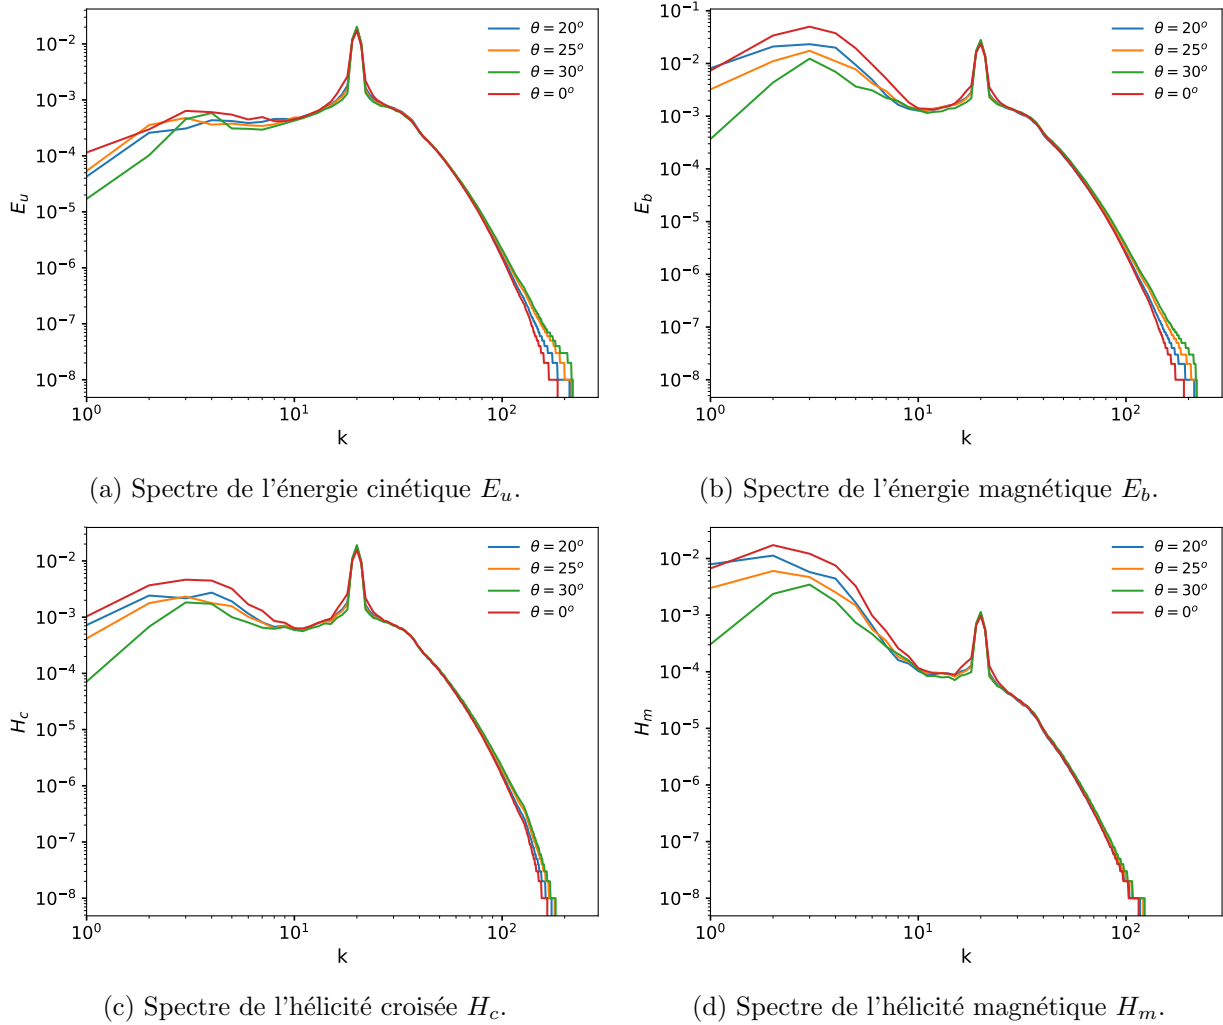 10⁻²
10⁻³
10⁻⁴
10⁻⁵
10⁻⁶
10⁻⁷
10⁻⁸
E_u
10⁰
10¹
10²
k
θ = 20°
θ = 25°
θ = 30°
θ = 0°
(a) Spectre de l'énergie cinétique E_u.
10⁻¹
10⁻²
10⁻³
10⁻⁴
10⁻⁵
10⁻⁶
10⁻⁷
10⁻⁸
E_b
10⁰
10¹
10²
k
θ = 20°
θ = 25°
θ = 30°
θ = 0°
(b) Spectre de l'énergie magnétique E_b.
10⁻²
10⁻³
10⁻⁴
10⁻⁵
10⁻⁶
10⁻⁷
10⁻⁸
H_c
10⁰
10¹
10²
k
θ = 20°
θ = 25°
θ = 30°
θ = 0°
(c) Spectre de l'hélicité croisée H_c.
10⁻²
10⁻³
10⁻⁴
10⁻⁵
10⁻⁶
10⁻⁷
10⁻⁸
H_m
10⁰
10¹
10²
k
θ = 20°
θ = 25°
θ = 30°
θ = 0°
(d) Spectre de l'hélicité magnétique H_m.